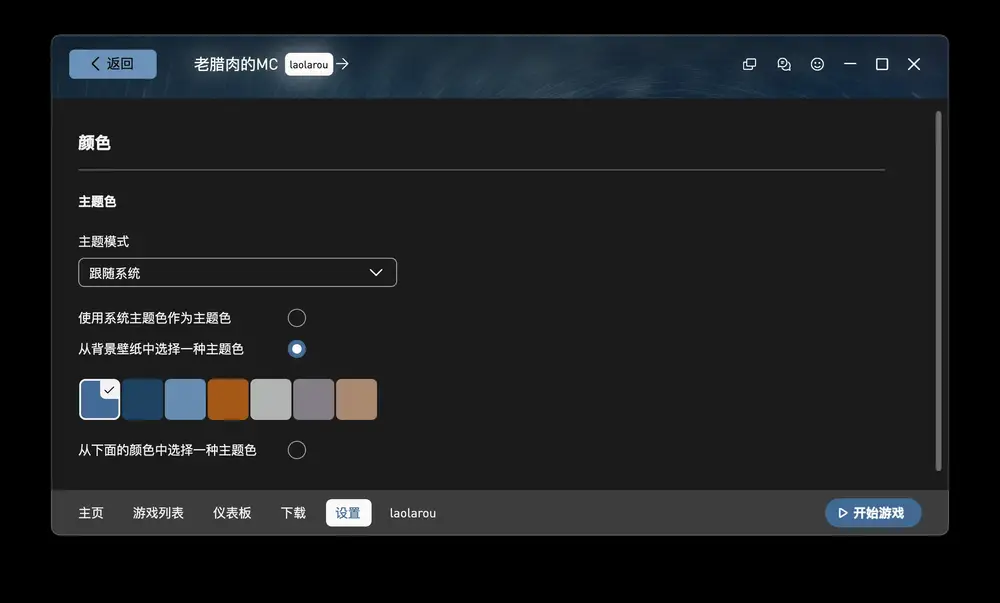 返回
老腊肉的MC laolarou
颜色
主题色
主题模式
跟随系统
使用系统主题色作为主题色
从背景壁纸中选择一种主题色
从下面的颜色中选择一种主题色
主页 游戏列表 仪表板 下载 设置 laolarou 开始游戏